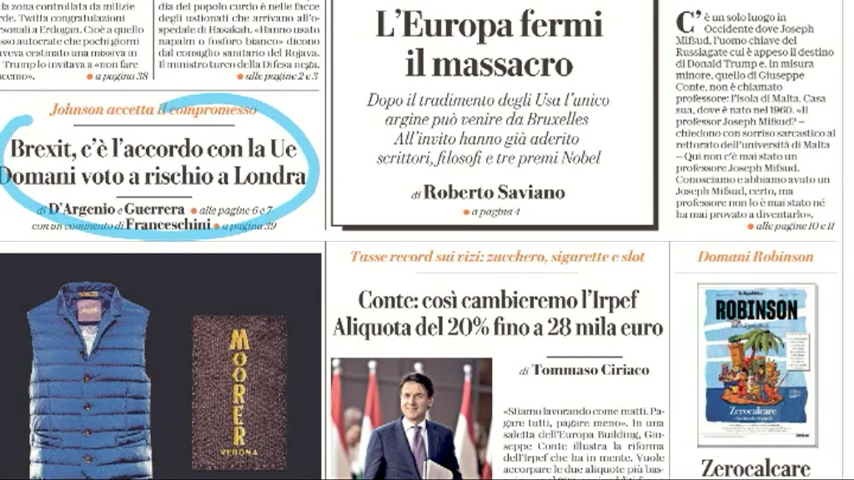 la zona controllata da milizie
rde. Twitta congratulazioni
rsonali a Erdogan. Cioè a quello
sso autocrate che pochi giorni
aveva cestinato una missiva in
Trump lo invitava a «non fare
cemo».
● a pagina 38
dia del popolo curdo è nelle facce
degli ustionati che arrivano all'o-
spedale di Hasakah. «Hanno usato
napalm o fosforo bianco» dicono
dal consiglio sanitario del Rojava.
Il ministro turco della Difesa nega.
● alle pagine 2 e 3
Johnson accetta il compromesso
Brexit, c'è l'accordo con la Ue
Domani voto a rischio a Londra
di D'Argenio e Guerrera ● alle pagine 6 e 7
con un commento di Franceschini ● a pagina 39
L'Europa fermi
il massacro
Dopo il tradimento degli Usa l'unico
argine può venire da Bruxelles
All'invito hanno già aderito
scrittori, filosofi e tre premi Nobel
di Roberto Saviano
● a pagina 4
C'è un solo luogo in
Occidente dove Joseph
Mifsud, l'uomo chiave del
Russiagate cui è appeso il destino
di Donald Trump e, in misura
minore, quello di Giuseppe
Conte, non è chiamato
professore: l'isola di Malta. Casa
sua, dove è nato nel 1960. «Il
professor Joseph Mifsud? –
chiedono con sorriso sarcastico al
rettorato dell'università di Malta
– Qui non c'è mai stato un
professore Mifsud.
Conosciamo e abbiamo avuto un
Joseph Mifsud, certo, ma
professore non lo è mai stato né
ha mai provato a diventarlo».
● alle pagine 10 e 11
MOORER
VERONA
Tasse record sui vizi: zucchero, sigarette e slot
Conte: così cambieremo l'Irpef
Aliquota del 20% fino a 28 mila euro
di Tommaso Ciriaco
«Stiamo lavorando come matti. Pa-
gare tutti, pagare meno». In una
saletta dell'Europa Building, Giu-
seppe Conte illustra la riforma
dell'Irpef che ha in mente. Vuole
accorpare le due aliquote più bas-
Domani Robinson
la Repubblica
ROBINSON
Zerocalcare
Zerocalcare